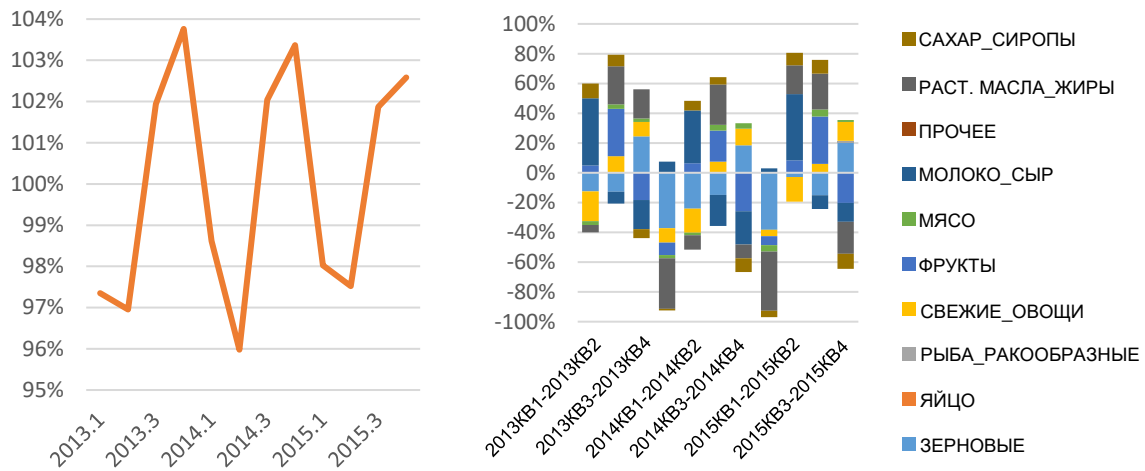 104%
103%
102%
101%
100%
99%
98%
97%
96%
95%
2013.1
2013.3
2014.1
2014.3
2015.1
2015.3
100%
80%
60%
40%
20%
0%
-20%
-40%
-60%
-80%
-100%
2013КВ1-2013КВ2
2013КВ3-2013КВ4
2014КВ1-2014КВ2
2014КВ3-2014КВ4
2015КВ1-2015КВ2
2015КВ3-2015КВ4
САХАР_СИРОПЫ
РАСТ. МАСЛА_ЖИРЫ
ПРОЧЕЕ
МОЛОКО_СЫР
МЯСО
ФРУКТЫ
СВЕЖИЕ_ОВОЩИ
РЫБА_РАКООБРАЗНЫЕ
ЯЙЦО
ЗЕРНОВЫЕ